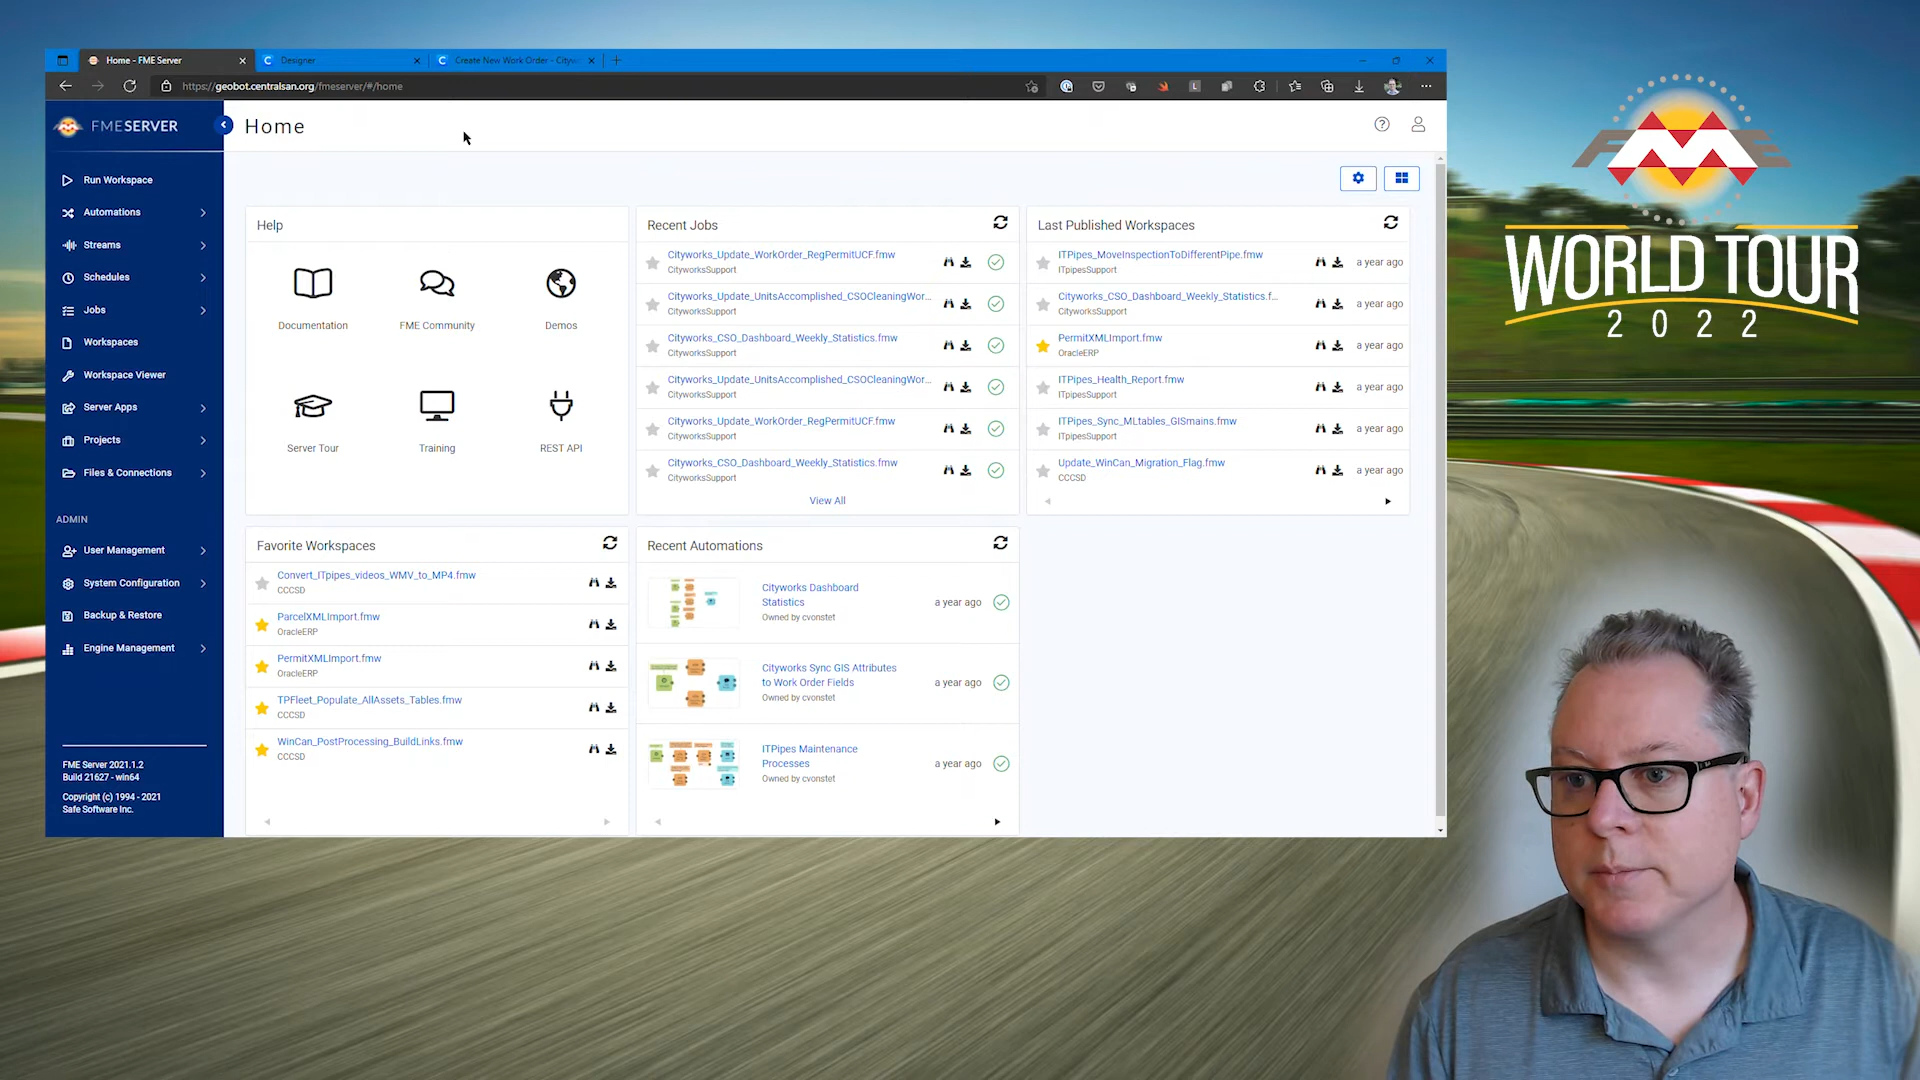 Home - FME Server
Designer
Create New Work Order - Cityw
https://geobot.centralsan.org/fmeserver/#/home
FMESERVER
Home
Run Workspace
Automations
Streams
Schedules
Jobs
Workspaces
Workspace Viewer
Server Apps
Projects
Files & Connections
ADMIN
User Management
System Configuration
Backup & Restore
Engine Management
FME Server 2021.1.2
Build 21627 - win64
Copyright (c) 1994 - 2021
Safe Software Inc.
Help
Documentation
FME Community
Demos
Server Tour
Training
REST API
Recent Jobs
Cityworks_Update_WorkOrder_RegPermitUCF.fmw
CityworksSupport
Cityworks_Update_UnitsAccomplished_CSOCleaningWor...
CityworksSupport
Cityworks_CSO_Dashboard_Weekly_Statistics.fmw
CityworksSupport
Cityworks_Update_UnitsAccomplished_CSOCleaningWor...
CityworksSupport
Cityworks_Update_WorkOrder_RegPermitUCF.fmw
CityworksSupport
Cityworks_CSO_Dashboard_Weekly_Statistics.fmw
CityworksSupport
View All
Last Published Workspaces
ITPipes_MoveInspectionToDifferentPipe.fmw
ITpipesSupport
a year ago
Cityworks_CSO_Dashboard_Weekly_Statistics.f...
CityworksSupport
a year ago
PermitXMLImport.fmw
OracleERP
a year ago
ITPipes_Health_Report.fmw
ITpipesSupport
a year ago
ITPipes_Sync_MLtables_GISmains.fmw
ITpipesSupport
a year ago
Update_WinCan_Migration_Flag.fmw
CCCSD
a year ago
Favorite Workspaces
Convert_ITpipes_videos_WMV_to_MP4.fmw
CCCSD
ParcelXMLImport.fmw
OracleERP
PermitXMLImport.fmw
OracleERP
TPFleet_Populate_AllAssets_Tables.fmw
CCCSD
WinCan_PostProcessing_BuildLinks.fmw
CCCSD
Recent Automations
Cityworks Dashboard
Statistics
Owned by cvonstet
a year ago
Cityworks Sync GIS Attributes
to Work Order Fields
Owned by cvonstet
a year ago
ITPipes Maintenance
Processes
Owned by cvonstet
a year ago
FME
WORLD TOUR
2022